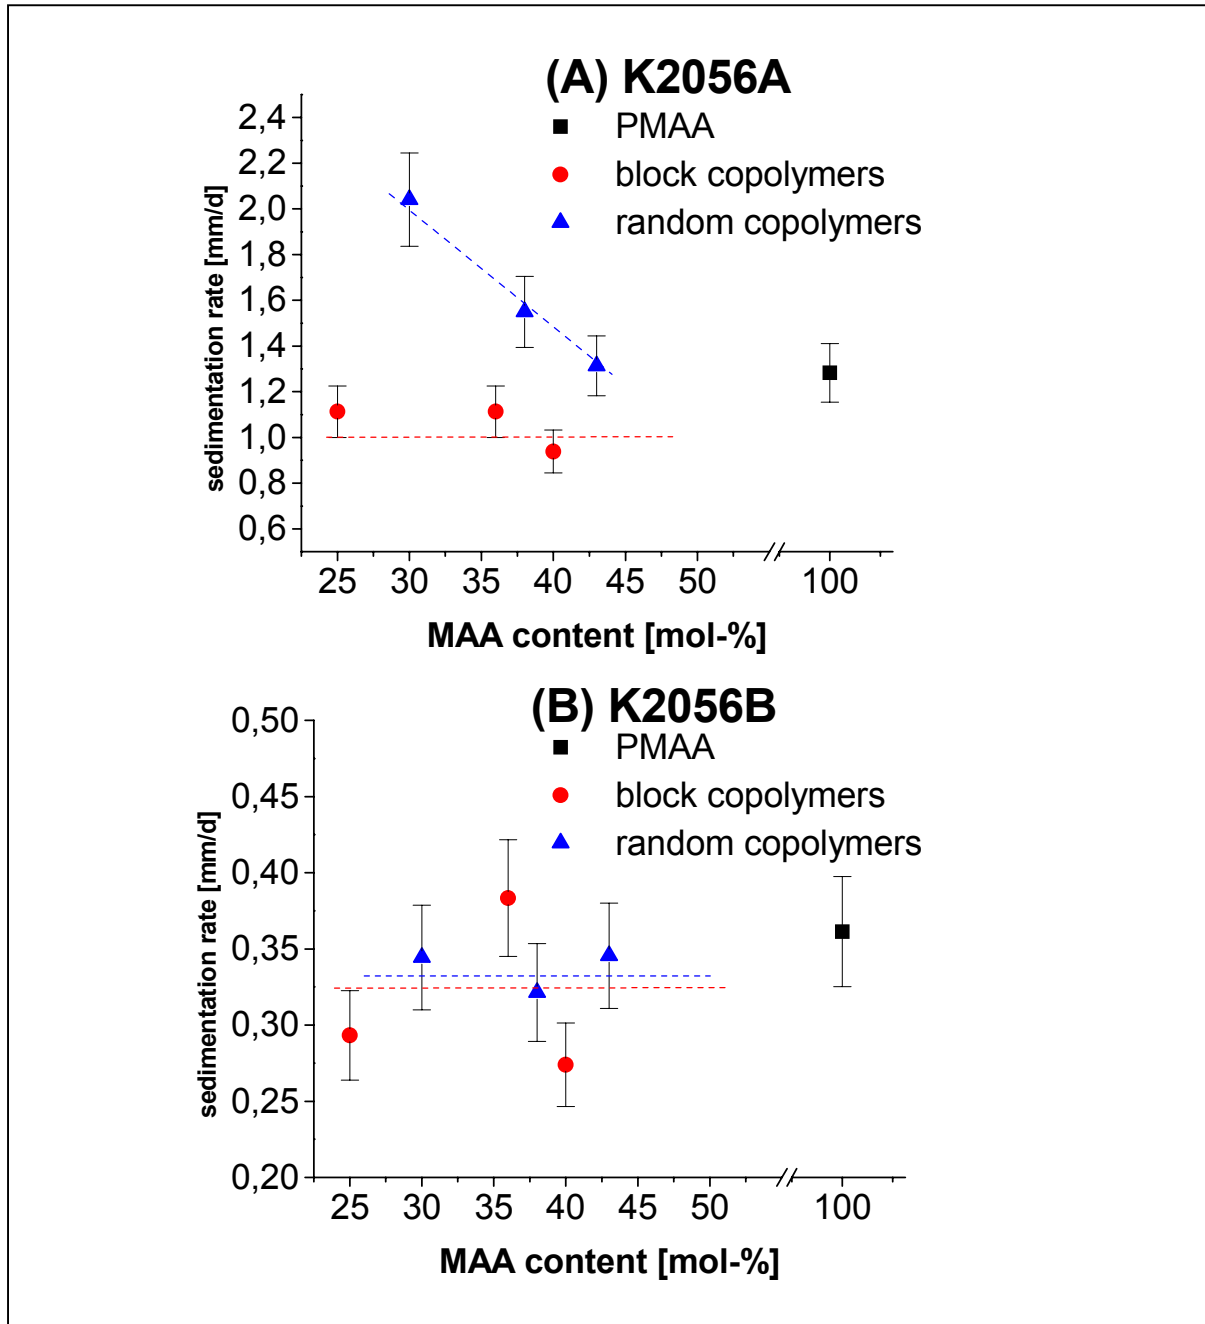 (A) K2056A
PMAA
block copolymers
random copolymers
sedimentation rate [mm/d]
2,4
2,2
2,0
1,8
1,6
1,4
1,2
1,0
0,8
0,6
25 30 35 40 45 50 100
MAA content [mol-%]
(B) K2056B
PMAA
block copolymers
random copolymers
sedimentation rate [mm/d]
0,50
0,45
0,40
0,35
0,30
0,25
0,20
25 30 35 40 45 50 100
MAA content [mol-%]